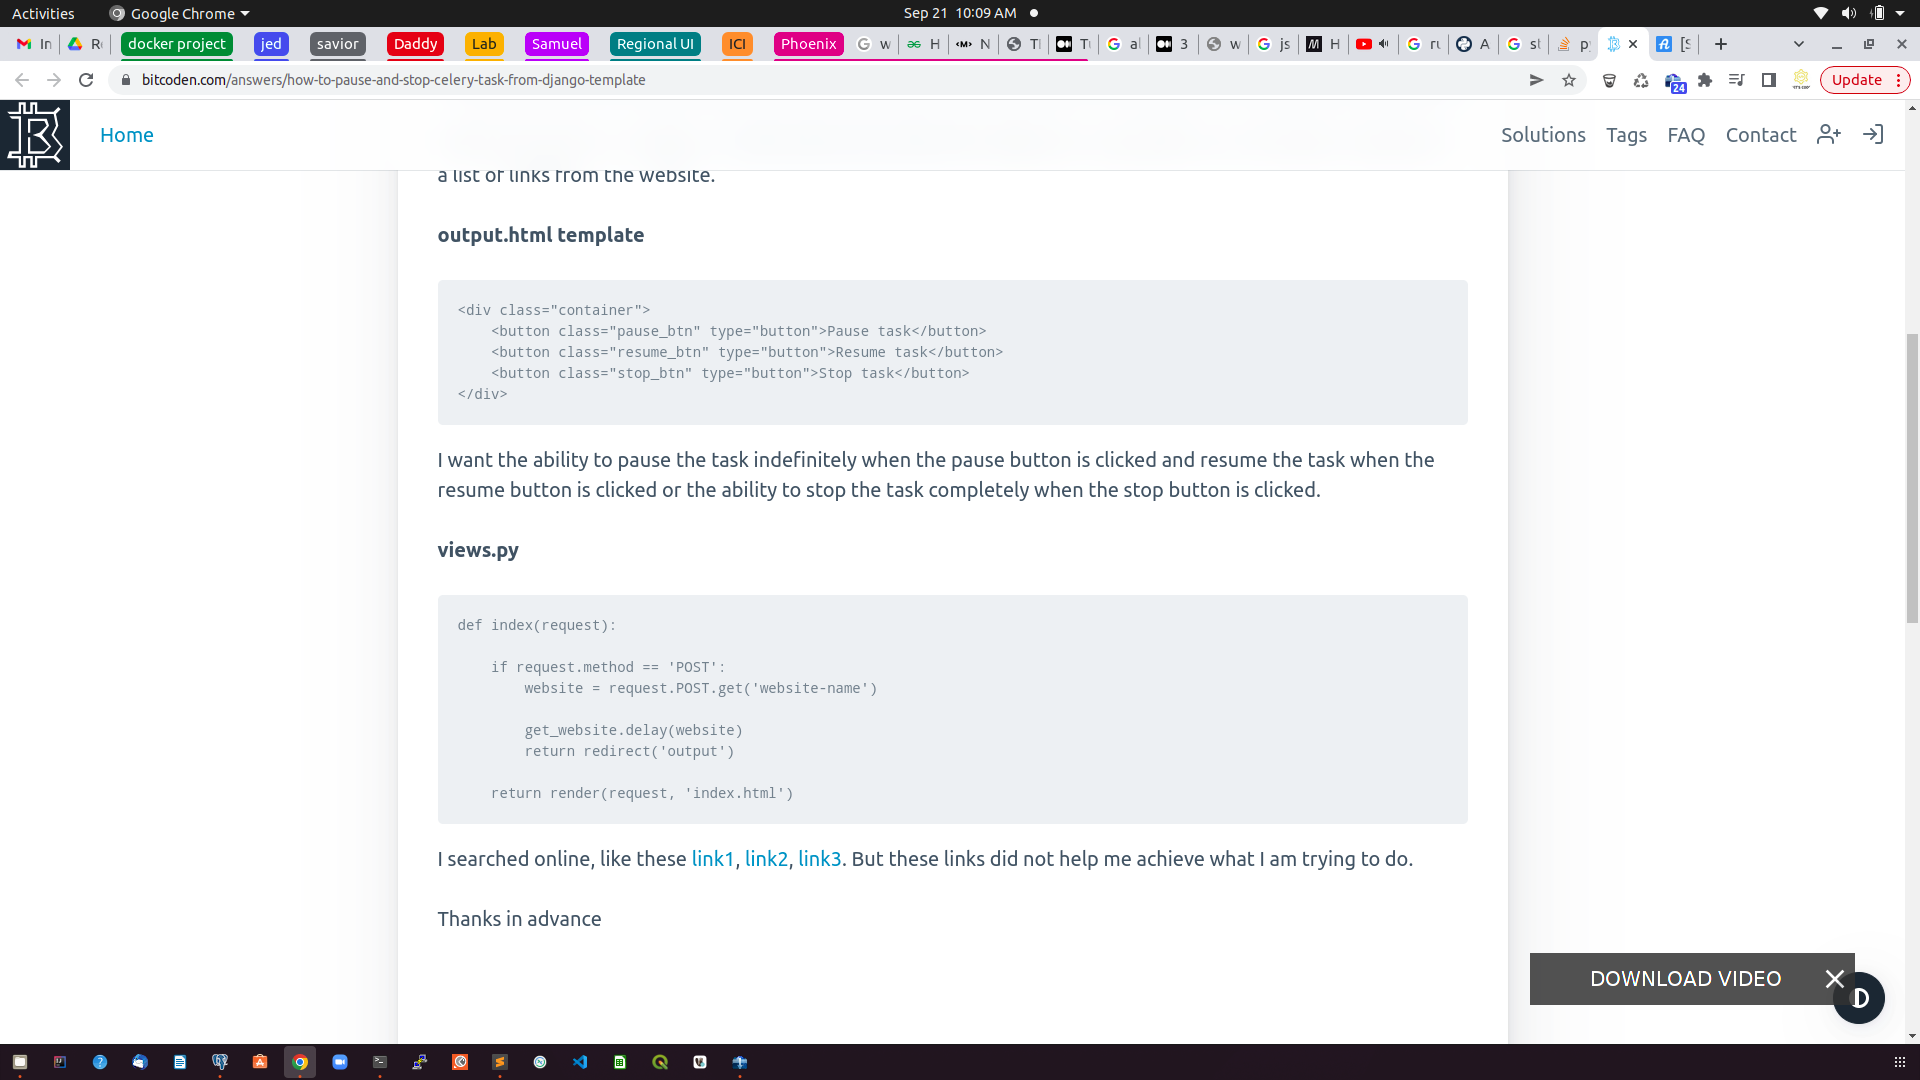 Activities
Google Chrome
Sep 21 10:09 AM
In
Re
docker project
jed
savior
Daddy
Lab
Samuel
Regional UI
ICI
Phoenix
w
H
N
Tl
al
3
w
js
H
A
sl
[S
bitcoden.com/answers/how-to-pause-and-stop-celery-task-from-django-template
24
Update
Home
Solutions
Tags
FAQ
Contact
a list of links from the website.
output.html template
<div class="container">
    <button class="pause_btn" type="button">Pause task</button>
    <button class="resume_btn" type="button">Resume task</button>
    <button class="stop_btn" type="button">Stop task</button>
</div>
I want the ability to pause the task indefinitely when the pause button is clicked and resume the task when the
resume button is clicked or the ability to stop the task completely when the stop button is clicked.
views.py
def index(request):
    if request.method == 'POST':
        website = request.POST.get('website-name')
        get_website.delay(website)
        return redirect('output')
    return render(request, 'index.html')
I searched online, like these link1, link2, link3. But these links did not help me achieve what I am trying to do.
Thanks in advance
DOWNLOAD VIDEO